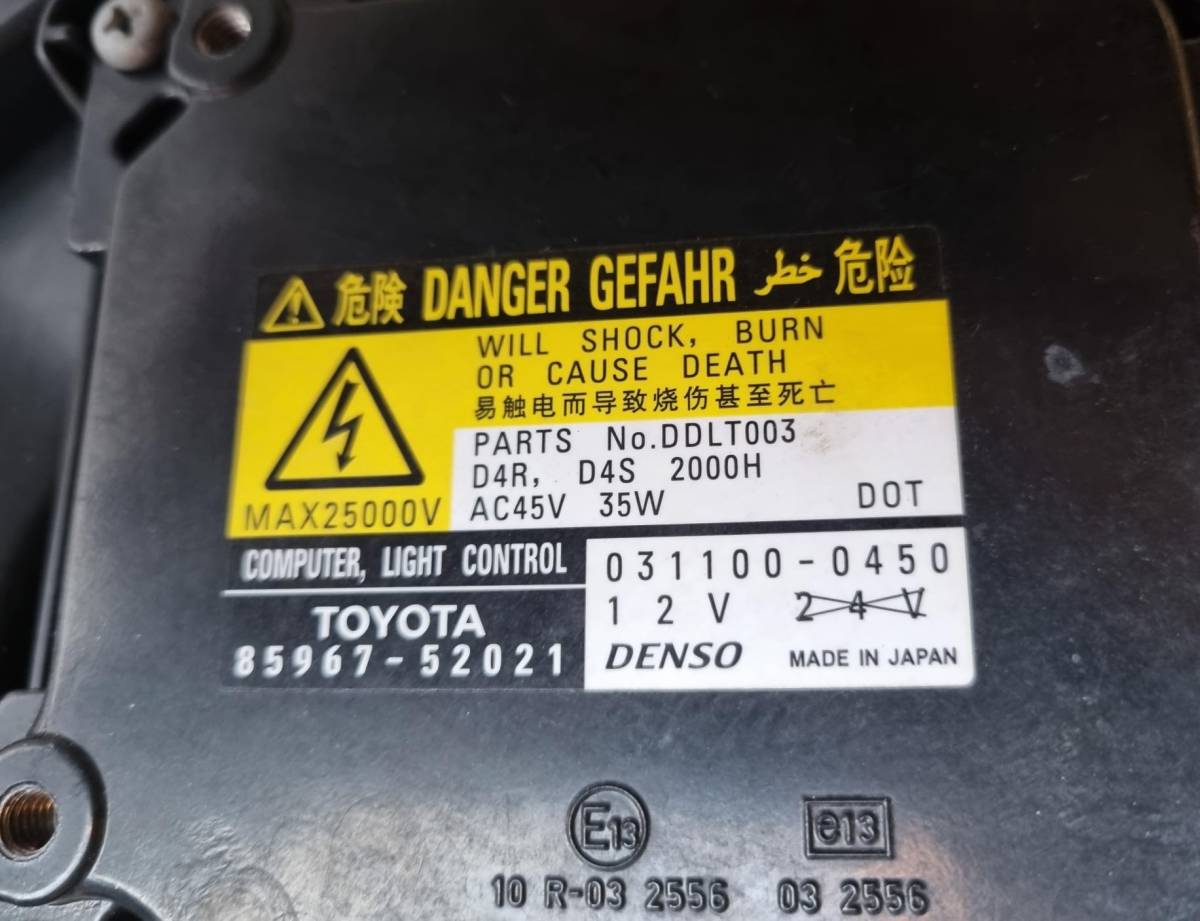 危険 DANGER GEFAHR خطر 危险
WILL SHOCK, BURN
OR CAUSE DEATH
易触电而导致烧伤甚至死亡
MAX25000V
PARTS No.DDLT003
D4R, D4S 2000H
AC45V 35W DOT
COMPUTER, LIGHT CONTROL
TOYOTA
85967-52021
031100-0450
12V 24V
DENSO MADE IN JAPAN
E13 e13
10 R-03 2556 03 2556